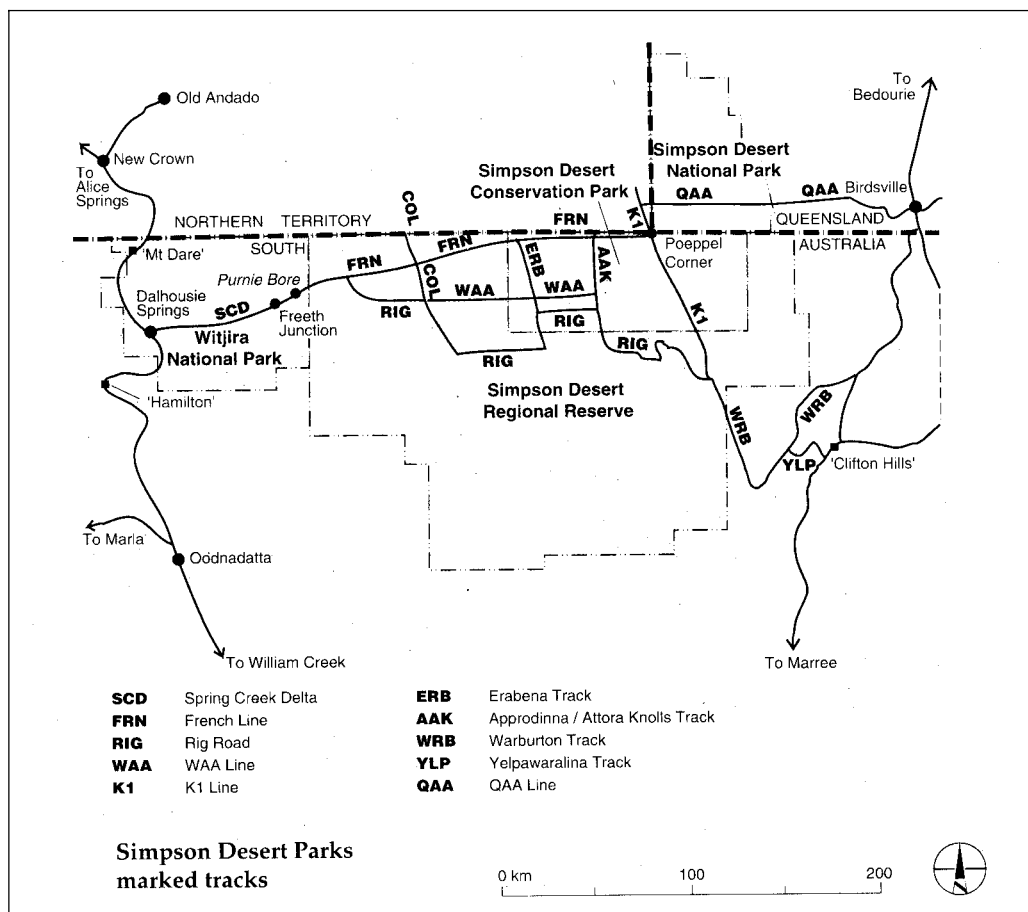 Old Andado
To
Bedourie
New Crown
To
Alice
Springs
Simpson Desert
Conservation Park
Simpson Desert
National Park
QAA
QAA
Birdsville
COL
K1
NORTHERN TERRITORY
FRN
QUEENSLAND
SOUTH
AUSTRALIA
'Mt Dare'
FRN
Poeppel
Corner
Purnie Bore
FRN
ERB
AAK
Dalhousie
Springs
SCD
COL
WAA
WAA
K1
Freeth
Junction
RIG
RIG
Witjira
National Park
RIG
RIG
'Hamilton'
Simpson Desert
Regional Reserve
WRB
WRB
YLP
'Clifton Hills'
To Marla
Oodnadatta
To William Creek
To Marree
SCD Spring Creek Delta
FRN French Line
RIG Rig Road
WAA WAA Line
K1 K1 Line
ERB Erabena Track
AAK Approdinna / Attora Knolls Track
WRB Warburton Track
YLP Yelpawaralina Track
QAA QAA Line
Simpson Desert Parks
marked tracks
0 km 100 200
N